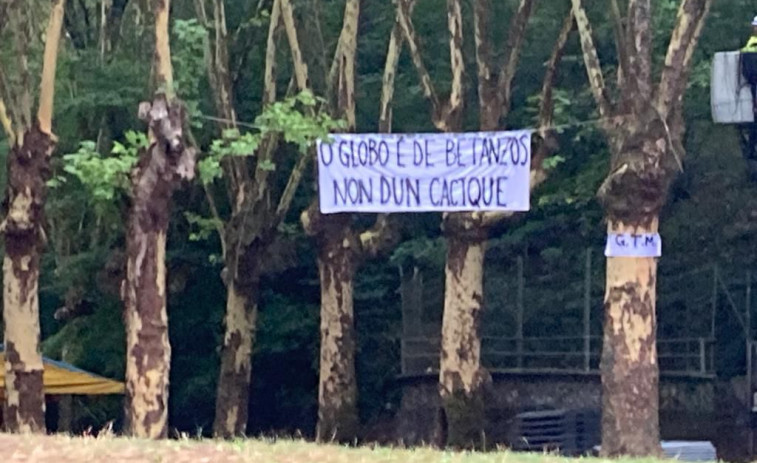 O GLOBO É DE BETANZOS
NON DUN CACIQUE
G.T.M.